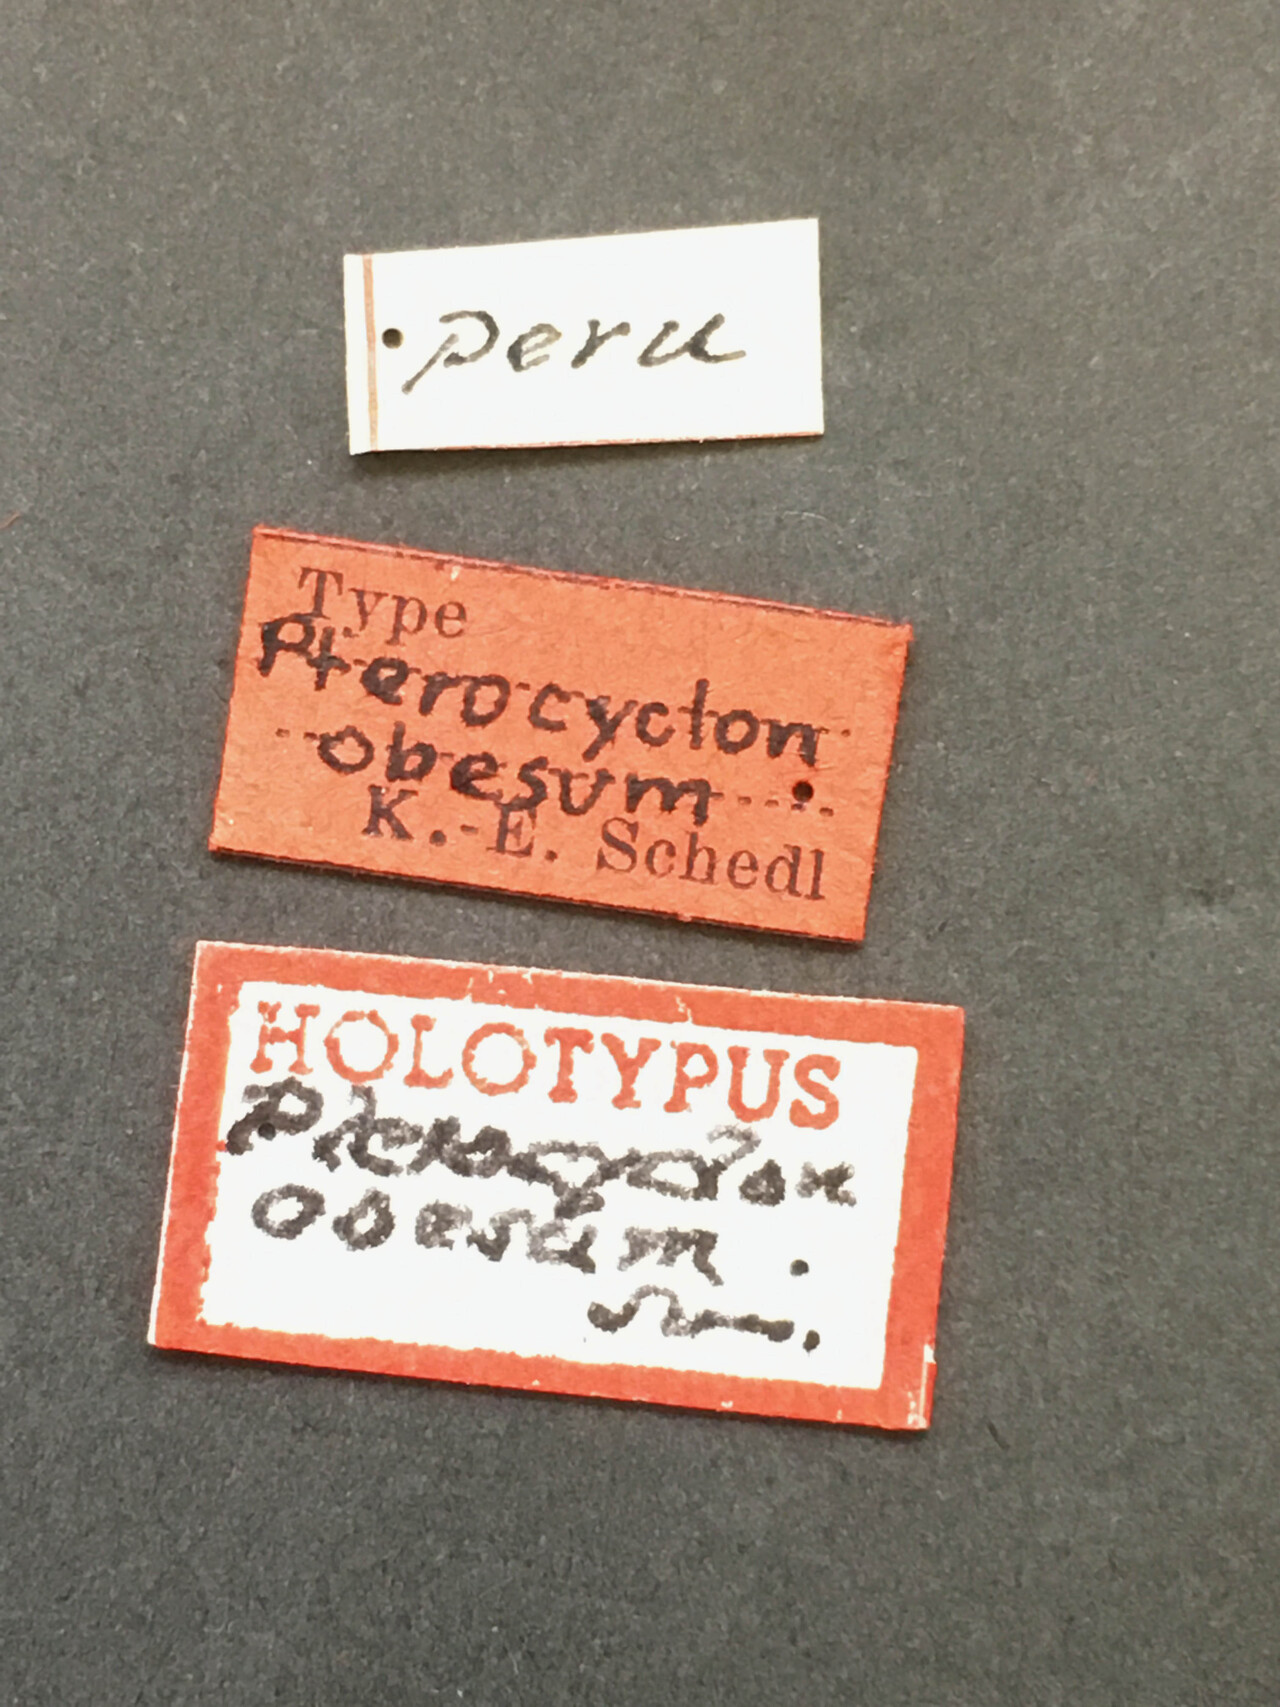 peru
Type
Pterocyclon
obesum
K. E. Schedl
HOLOTYPUS
Pterocyclon
obesum